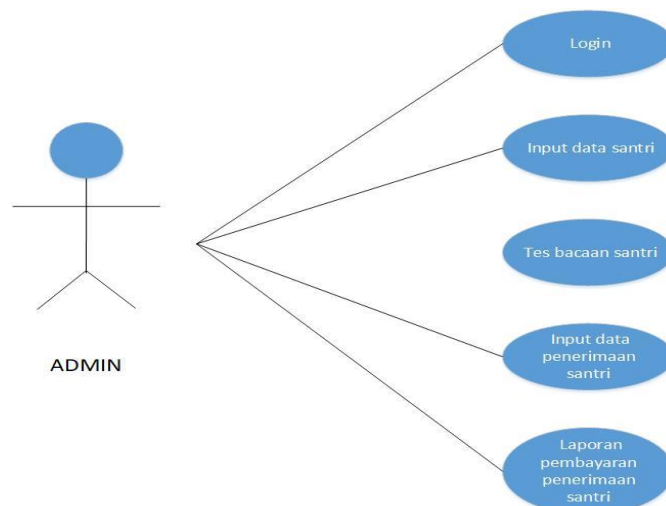 Login
Input data santri
Tes bacaan santri
Input data
penerimaan
santri
ADMIN
Laporan
pembayaran
penerimaan
santri